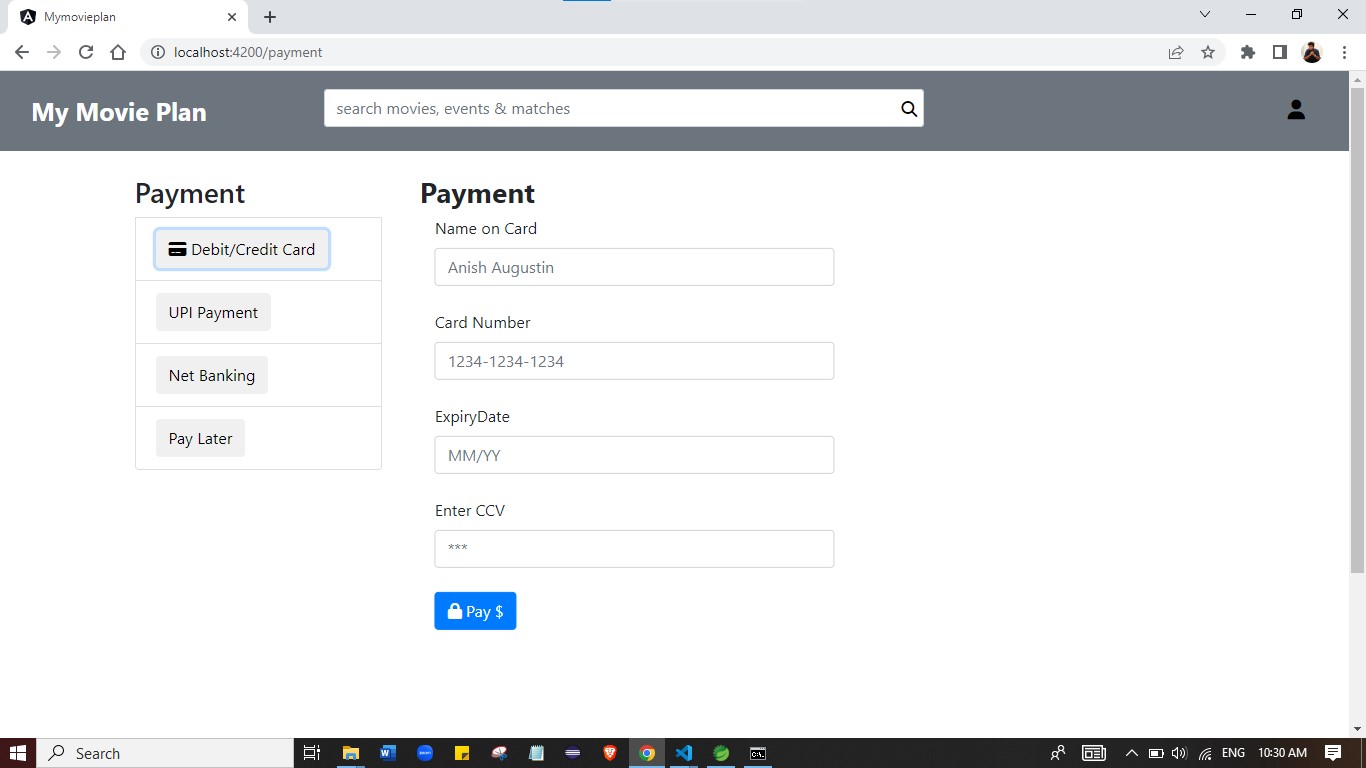 Mymovieplan
localhost:4200/payment
My Movie Plan
search movies, events & matches
Payment
Debit/Credit Card
UPI Payment
Net Banking
Pay Later
Payment
Name on Card
Anish Augustin
Card Number
1234-1234-1234
ExpiryDate
MM/YY
Enter CCV
***
Pay $
Search
ENG
10:30 AM